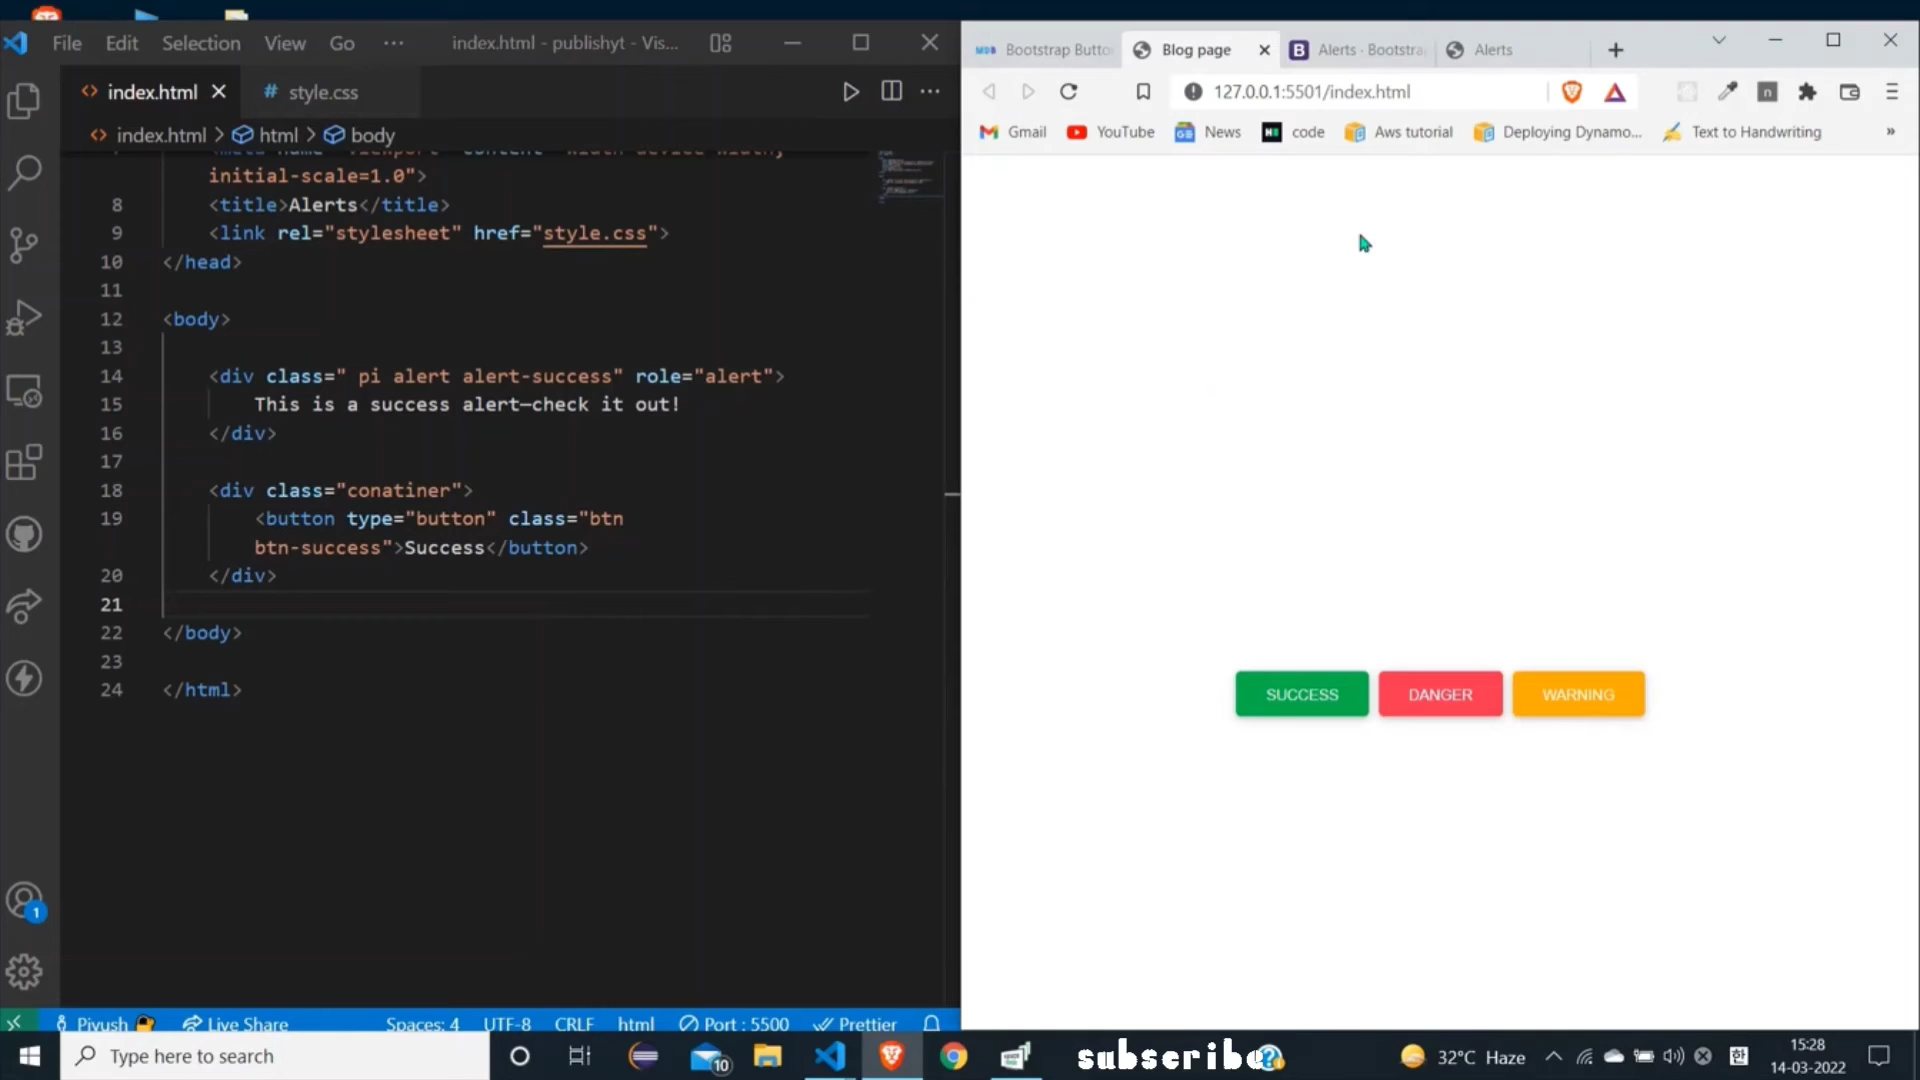 File Edit Selection View Go ··· index.html - publishyt - Vis...
index.html style.css
index.html > html > body
initial-scale=1.0">
8 <title>Alerts</title>
9 <link rel="stylesheet" href="style.css">
10 </head>
11
12 <body>
13
14 <div class=" pi alert alert-success" role="alert">
15 This is a success alert—check it out!
16 </div>
17
18 <div class="conatiner">
19 <button type="button" class="btn
btn-success">Success</button>
20 </div>
21
22 </body>
23
24 </html>
1
Piyush Live Share Spaces: 4 UTF-8 CRLF html Port : 5500 Prettier
MDB Bootstrap Butto Blog page B Alerts · Bootstra Alerts
127.0.0.1:5501/index.html n
Gmail YouTube GE News code Aws tutorial Deploying Dynamo... Text to Handwriting »
SUCCESS DANGER WARNING
Type here to search 10 subscribe 32°C Haze 한 15:28
14-03-2022